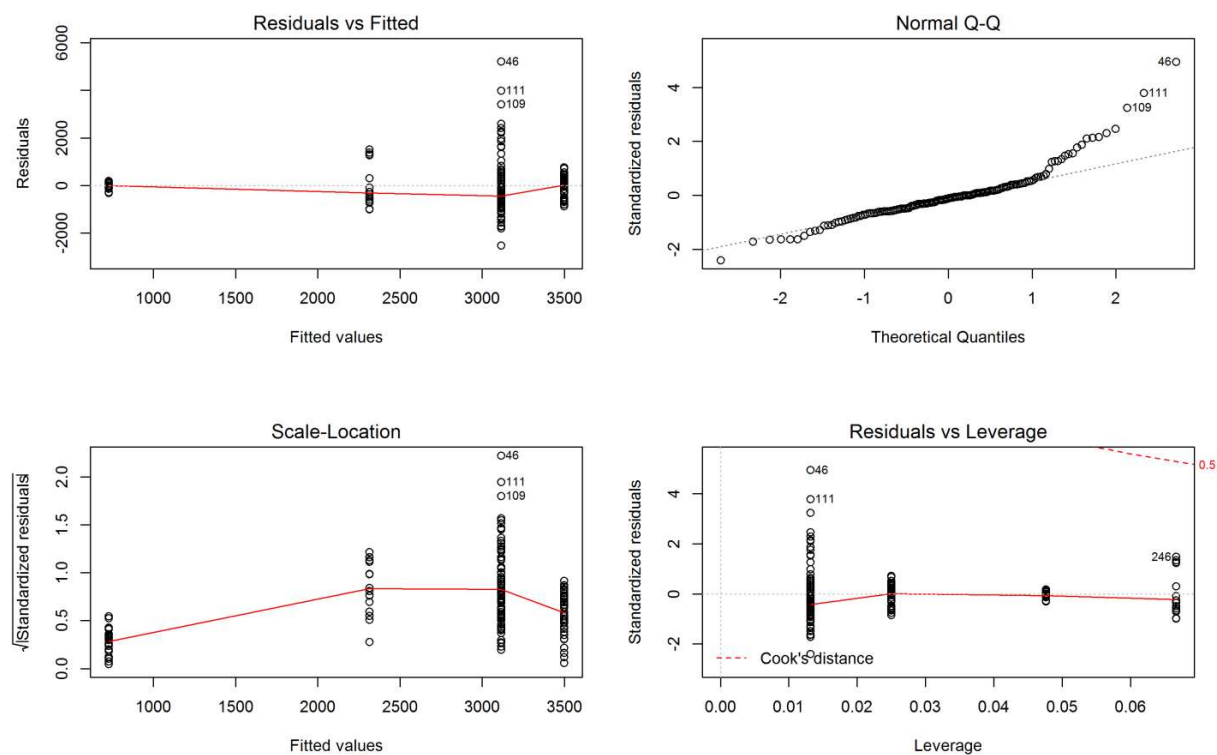 Residuals vs Fitted
Residuals
6000
2000
0
2000
46
111
109
1000 1500 2000 2500 3000 3500
Fitted values
Normal Q-Q
Standardized residuals
4
2
0
-2
46
111
109
-2 -1 0 1 2
Theoretical Quantiles
Scale-Location
√|Standardized residuals|
2.0
1.5
1.0
0.5
0.0
46
111
109
1000 1500 2000 2500 3000 3500
Fitted values
Residuals vs Leverage
Standardized residuals
4
2
0
-2
46
111
246
0.5
Cook's distance
0.00 0.01 0.02 0.03 0.04 0.05 0.06
Leverage